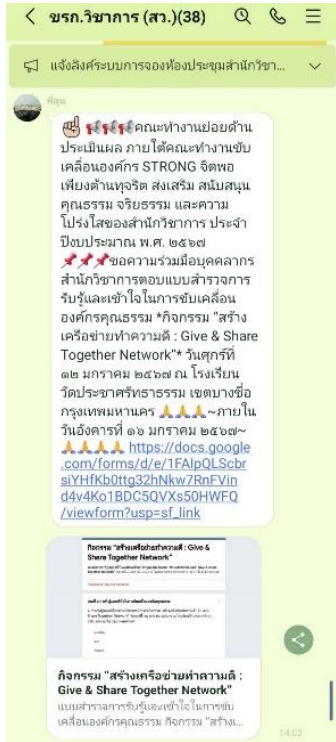 ขรก.วิชาการ (สว.)(38)
แจ้งลิงค์ระบบการจองห้องประชุมสำนักวิชา...
พี่สุน
คณะทำงานย่อยด้าน
ประเมินผล ภายใต้คณะทำงานขับ
เคลื่อนองค์กร STRONG จิตพอ
เพียงต้านทุจริต ส่งเสริม สนับสนุน
คุณธรรม จริยธรรม และความ
โปร่งใสของสำนักวิชาการ ประจำ
ปีงบประมาณ พ.ศ. ๒๕๖๗
ขอความร่วมมือบุคคลากร
สำนักวิชาการตอบแบบสำรวจการ
รับรู้และเข้าใจในการขับเคลื่อน
องค์กรคุณธรรม *กิจกรรม "สร้าง
เครือข่ายทำความดี : Give & Share
Together Network"* วันศุกร์ที่
๑๒ มกราคม ๒๕๖๗ ณ โรงเรียน
วัดประชาศรัทธาธรรม เขตบางซื่อ
กรุงเทพมหานคร 🙏🙏🙏~ภายใน
วันอังคารที่ ๑๖ มกราคม ๒๕๖๗~
🙏🙏🙏🙏 https://docs.google
.com/forms/d/e/1FAIpQLScbr
siYHfKb0ttg32hNkw7RnFVin
d4v4Ko1BDC5QVXs50HWFQ
/viewform?usp=sf_link
กิจกรรม "สร้างเครือข่ายทำความดี : Give &
Share Together Network"
กิจกรรม "สร้างเครือข่ายทำความดี :
Give & Share Together Network"
แบบสำรวจการรับรู้และเข้าใจในการขับ
เคลื่อนองค์กรคุณธรรม กิจกรรม "สร้างเ...
14:03